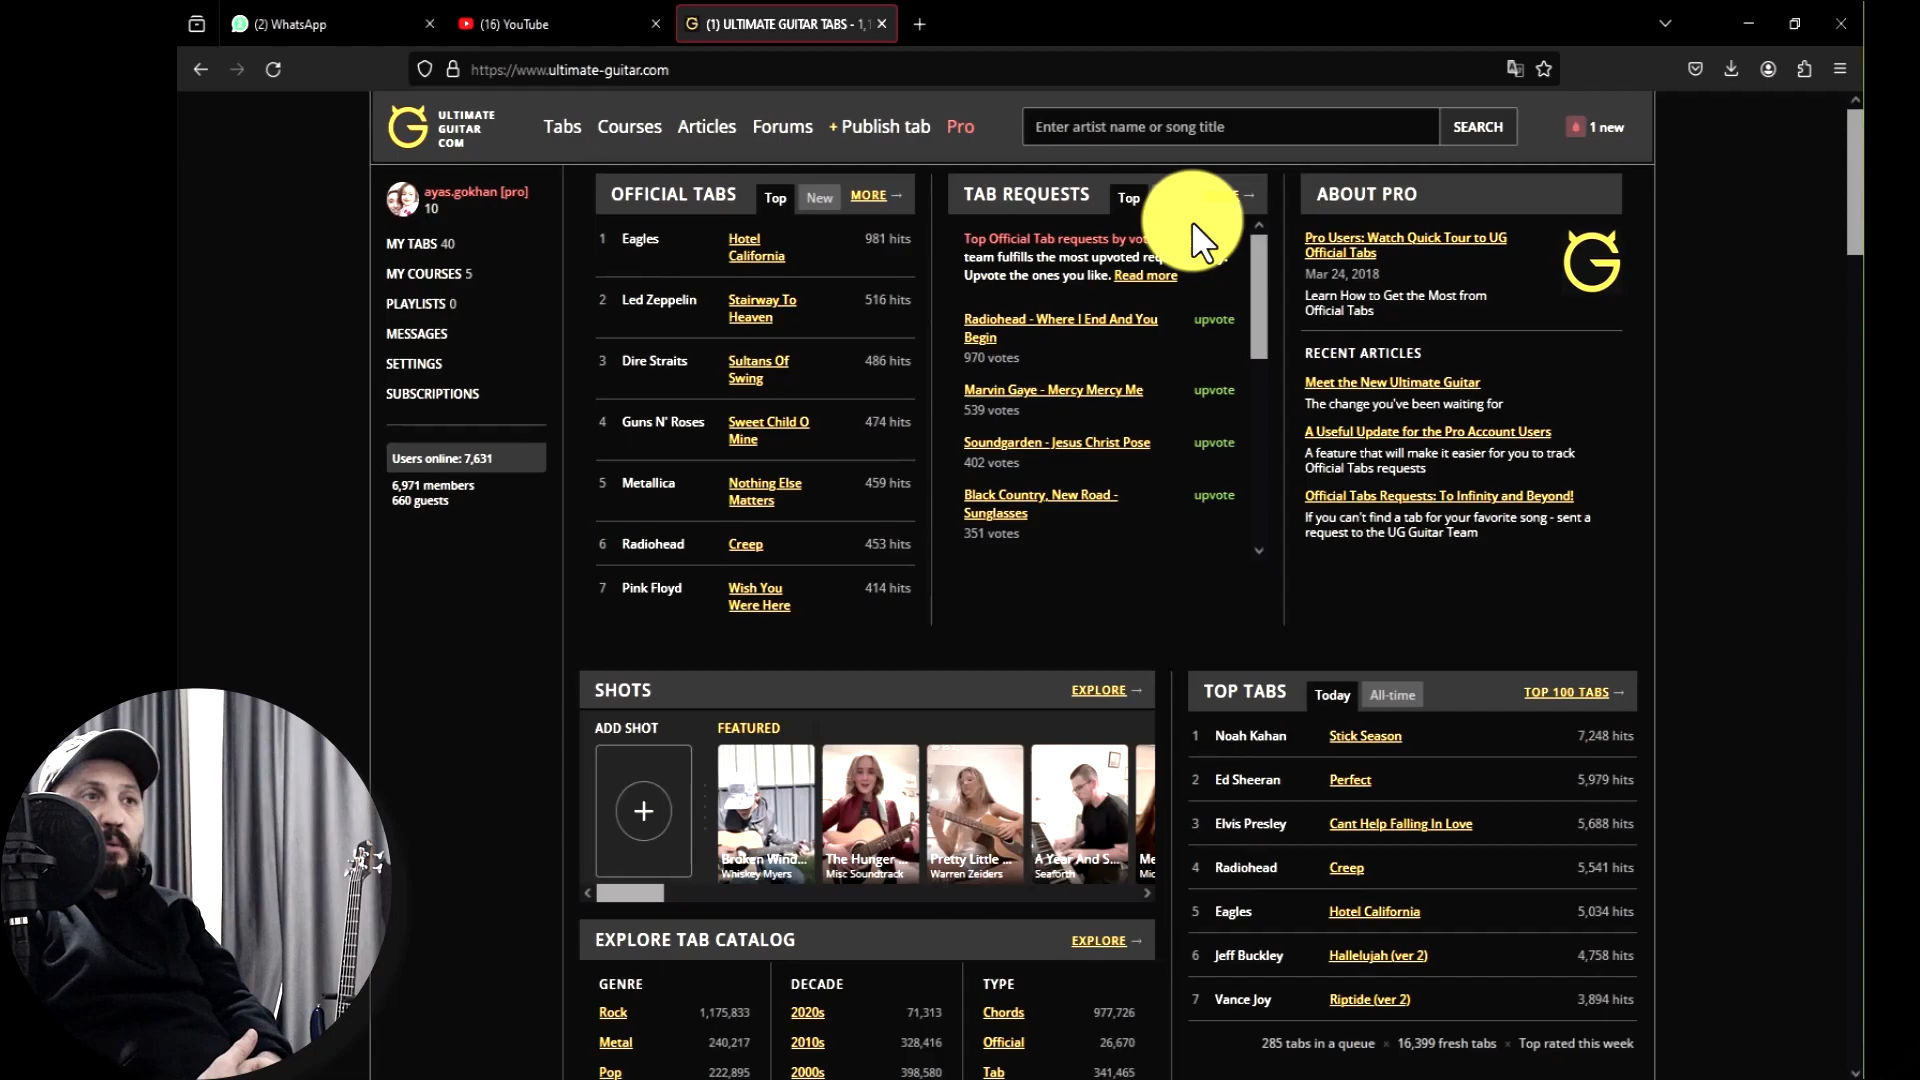 (2) WhatsApp
(16) YouTube
(1) ULTIMATE GUITAR TABS - 1,1
https://www.ultimate-guitar.com
ULTIMATE
GUITAR
COM
Tabs Courses Articles Forums + Publish tab Pro
Enter artist name or song title
SEARCH
1 new
ayas.gokhan [pro]
10
MY TABS 40
MY COURSES 5
PLAYLISTS 0
MESSAGES
SETTINGS
SUBSCRIPTIONS
Users online: 7,631
6,971 members
660 guests
OFFICIAL TABS Top New MORE →
1 Eagles Hotel 981 hits
California
2 Led Zeppelin Stairway To 516 hits
Heaven
3 Dire Straits Sultans Of 486 hits
Swing
4 Guns N' Roses Sweet Child O 474 hits
Mine
5 Metallica Nothing Else 459 hits
Matters
6 Radiohead Creep 453 hits
7 Pink Floyd Wish You 414 hits
Were Here
TAB REQUESTS Top →
Top Official Tab requests by
team fulfills the most upvoted
Upvote the ones you like. Read more
Radiohead - Where I End And You upvote
Begin
970 votes
Marvin Gaye - Mercy Mercy Me upvote
539 votes
Soundgarden - Jesus Christ Pose upvote
402 votes
Black Country, New Road - upvote
Sunglasses
351 votes
ABOUT PRO
Pro Users: Watch Quick Tour to UG
Official Tabs
Mar 24, 2018
Learn How to Get the Most from
Official Tabs
RECENT ARTICLES
Meet the New Ultimate Guitar
The change you've been waiting for
A Useful Update for the Pro Account Users
A feature that will make it easier for you to track
Official Tabs requests
Official Tabs Requests: To Infinity and Beyond!
If you can't find a tab for your favorite song - sent a
request to the UG Guitar Team
SHOTS EXPLORE →
ADD SHOT
FEATURED
Broken Wind...
Whiskey Myers
The Hunger ...
Misc Soundtrack
Pretty Little ...
Warren Zeiders
A Year And S...
Seaforth
Me
Mic
EXPLORE TAB CATALOG EXPLORE →
GENRE
Rock 1,175,833
Metal 240,217
Pop 222,895
DECADE
2020s 71,313
2010s 328,416
2000s 398,580
TYPE
Chords 977,726
Official 26,670
Tab 341,465
TOP TABS Today All-time TOP 100 TABS →
1 Noah Kahan Stick Season 7,248 hits
2 Ed Sheeran Perfect 5,979 hits
3 Elvis Presley Cant Help Falling In Love 5,688 hits
4 Radiohead Creep 5,541 hits
5 Eagles Hotel California 5,034 hits
6 Jeff Buckley Hallelujah (ver 2) 4,758 hits
7 Vance Joy Riptide (ver 2) 3,894 hits
285 tabs in a queue × 16,399 fresh tabs × Top rated this week